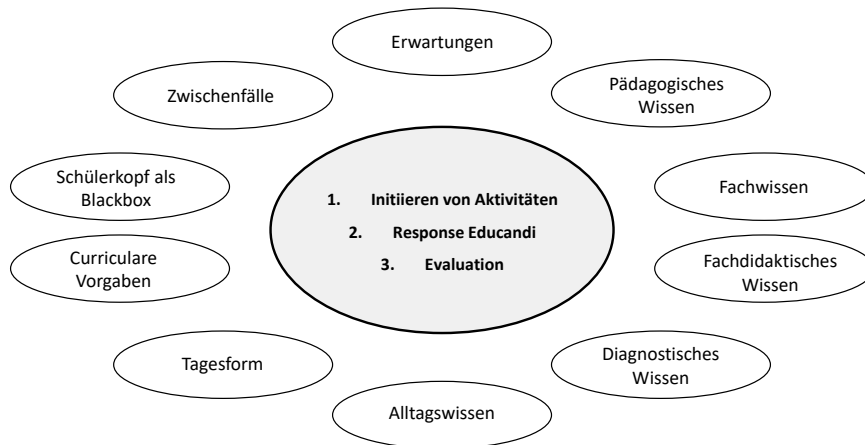 Erwartungen
Zwischenfälle
Pädagogisches
Wissen
Schülerkopf als
Blackbox
Fachwissen
1. Initiieren von Aktivitäten
2. Response Educandi
3. Evaluation
Curriculare
Vorgaben
Fachdidaktisches
Wissen
Tagesform
Diagnostisches
Wissen
Alltagswissen